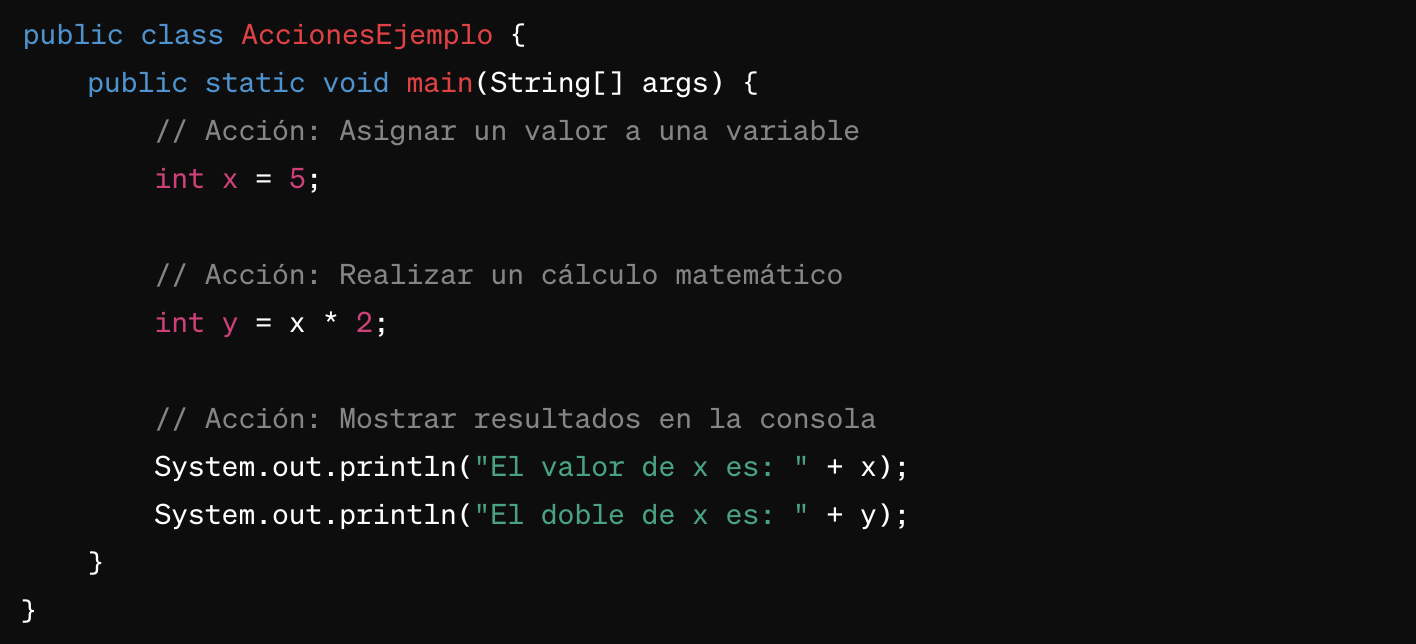 public class AccionesEjemplo {
    public static void main(String[] args) {
        // Acción: Asignar un valor a una variable
        int x = 5;

        // Acción: Realizar un cálculo matemático
        int y = x * 2;

        // Acción: Mostrar resultados en la consola
        System.out.println("El valor de x es: " + x);
        System.out.println("El doble de x es: " + y);
    }
}